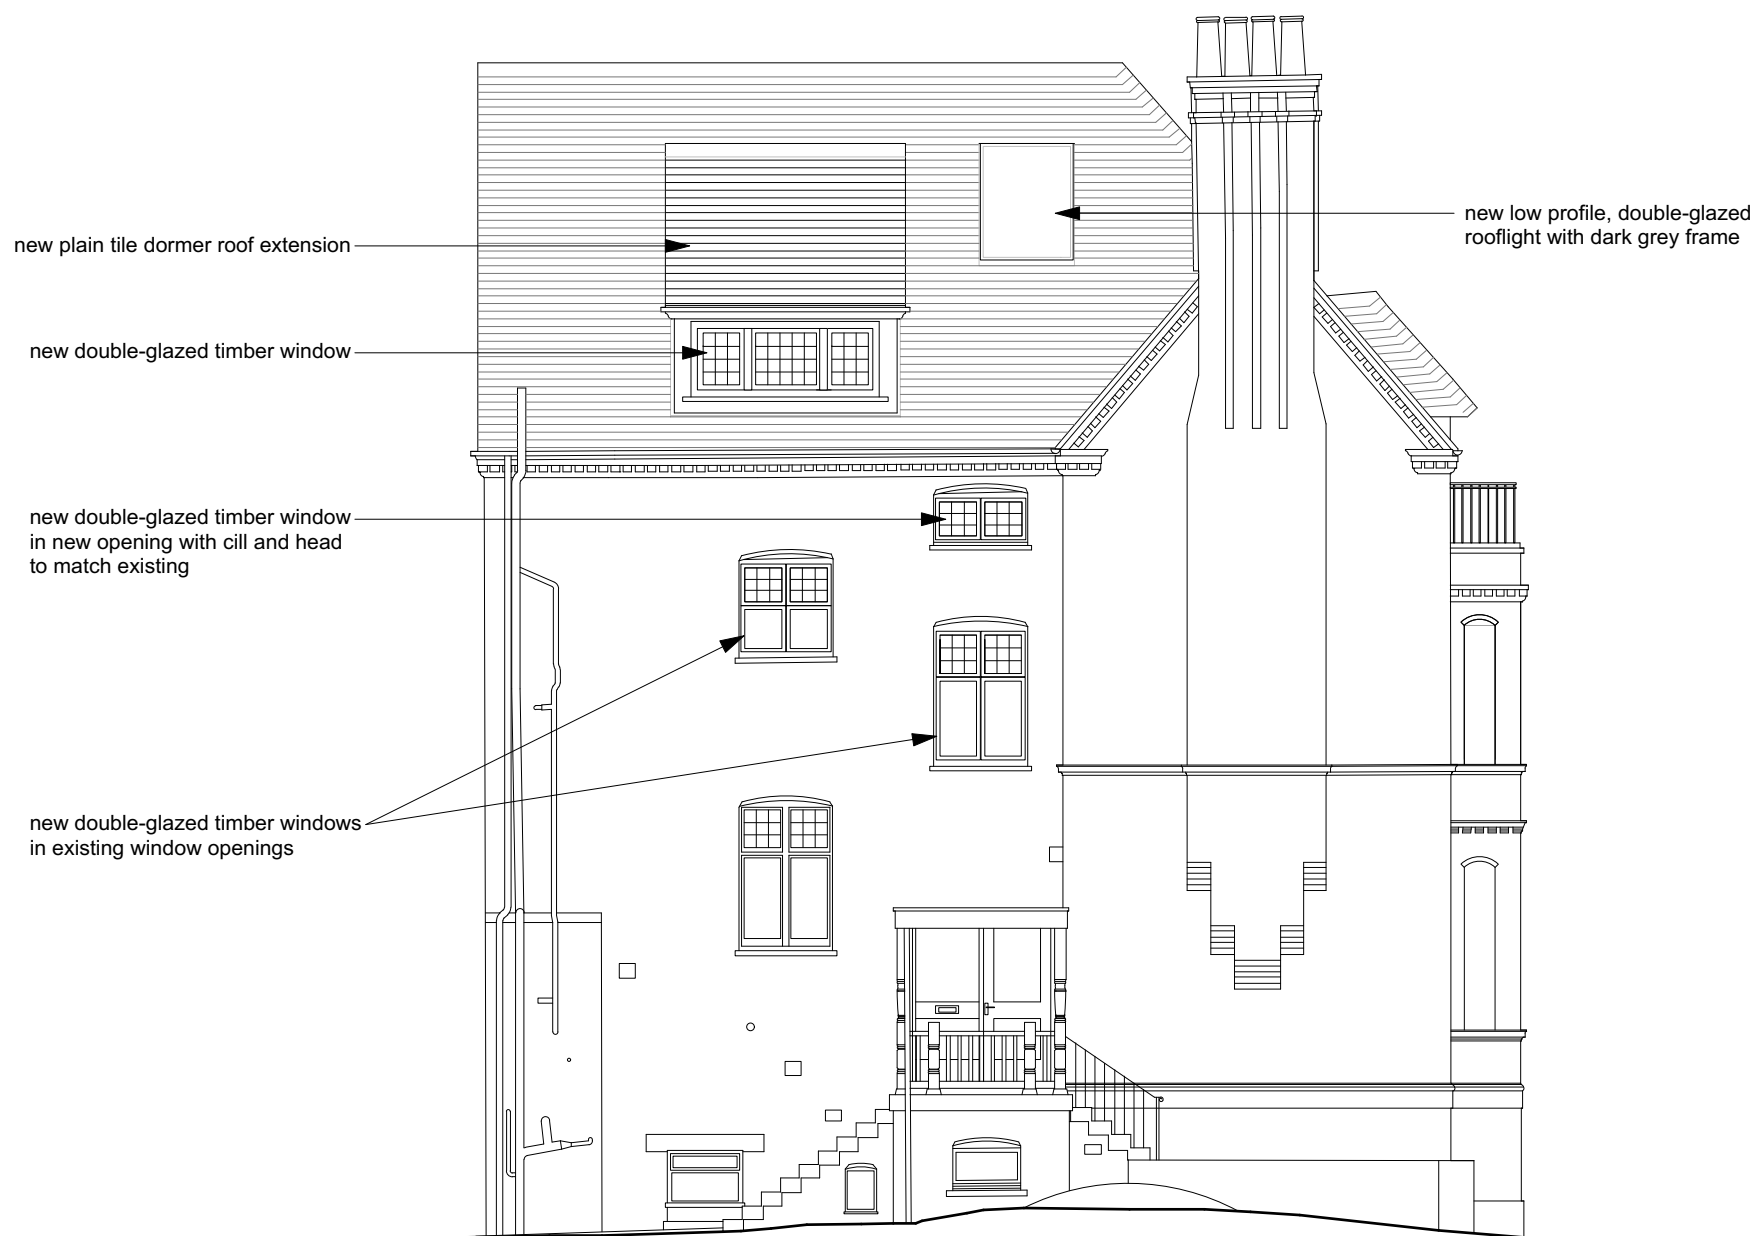 new low profile, double-glazed
rooflight with dark grey frame
new plain tile dormer roof extension
new double-glazed timber window
new double-glazed timber window
in new opening with cill and head
to match existing
new double-glazed timber windows
in existing window openings